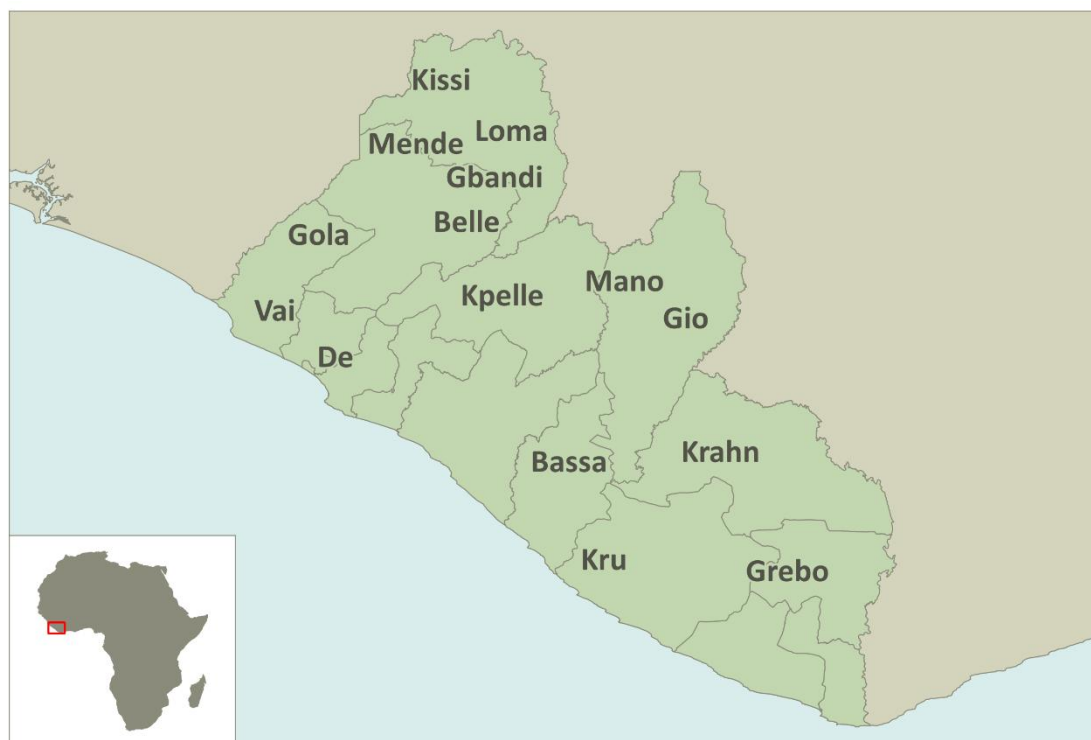 Kissi
Loma
Mende
Gbandi
Belle
Gola
Mano
Kpelle
Vai
Gio
De
Krahn
Bassa
Kru
Grebo